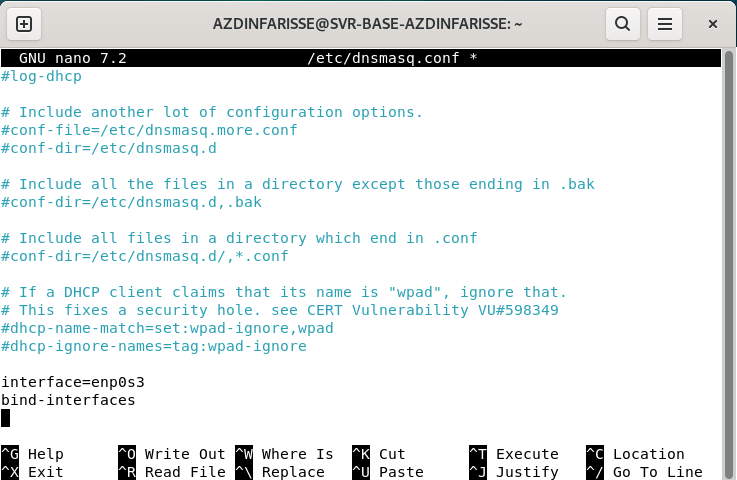 AZDINFARISSE@SVR-BASE-AZDINFARISSE: ~
GNU nano 7.2 /etc/dnsmasq.conf *
#log-dhcp
# Include another lot of configuration options.
#conf-file=/etc/dnsmasq.more.conf
#conf-dir=/etc/dnsmasq.d
# Include all the files in a directory except those ending in .bak
#conf-dir=/etc/dnsmasq.d,.bak
# Include all files in a directory which end in .conf
#conf-dir=/etc/dnsmasq.d/,*.conf
# If a DHCP client claims that its name is "wpad", ignore that.
# This fixes a security hole. see CERT Vulnerability VU#598349
#dhcp-name-match=set:wpad-ignore,wpad
#dhcp-ignore-names=tag:wpad-ignore
interface=enp0s3
bind-interfaces
^G Help ^O Write Out ^W Where Is ^K Cut ^T Execute ^C Location
^X Exit ^R Read File ^\ Replace ^U Paste ^J Justify ^/ Go To Line